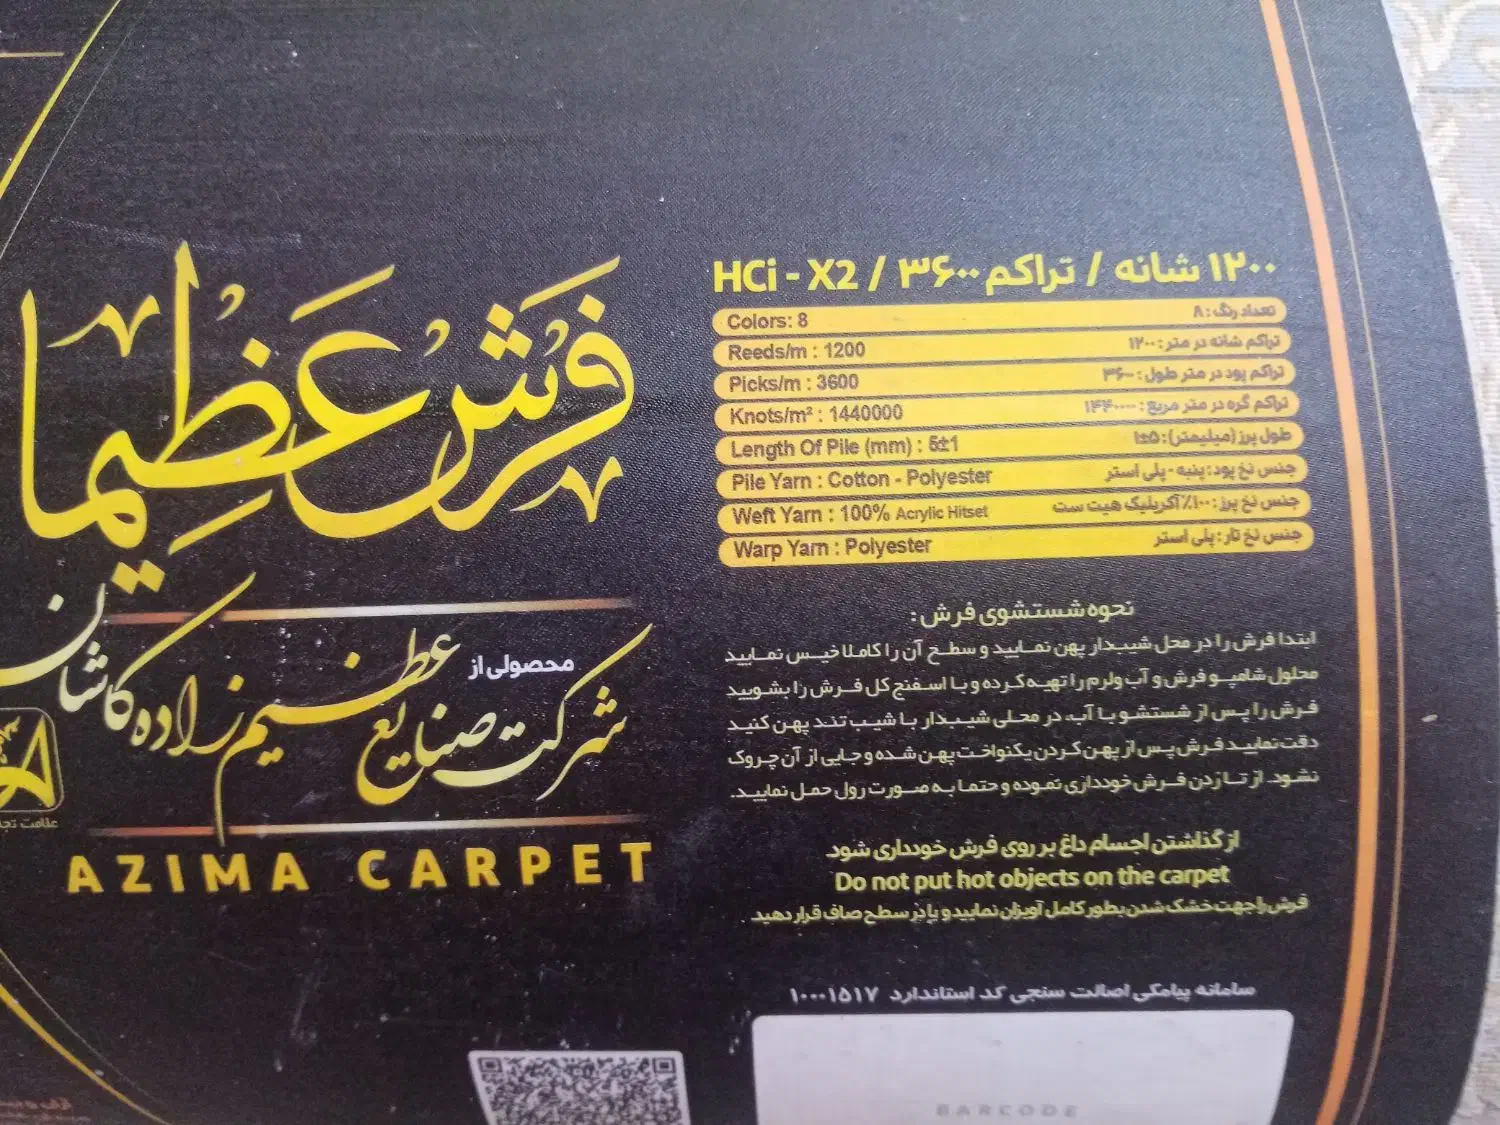 فرش عظیما
محصولی از
شرکت صنایع عظیم زاده کاشان
AZIMA CARPET
۱۲۰۰ شانه / تراکم ۳۶۰۰ / HCi - X2
Colors: 8 تعداد رنگ : ۸
Reeds/m : 1200 تراکم شانه در متر : ۱۲۰۰
Picks/m : 3600 تراکم پود در متر طول : ۳۶۰۰
Knots/m² : 1440000 تراکم گره در متر مربع : ۱۴۴۰۰۰۰
Length Of Pile (mm) : 5±1 طول پرز (میلیمتر) : ۵±۱
Pile Yarn : Cotton - Polyester جنس نخ پود : پنبه - پلی استر
Weft Yarn : 100% Acrylic Hitset جنس نخ پرز : ۱۰۰٪ آکریلیک هیت ست
Warp Yarn : Polyester جنس نخ تار : پلی استر
نحوه شستشوی فرش :
ابتدا فرش را در محل شیبدار پهن نمایید و سطح آن را کاملا خیس نمایید
محلول شامپو فرش و آب ولرم را تهیه کرده و با اسفنج کل فرش را بشویید
فرش را پس از شستشو با آب، در محلی شیبدار با شیب تند پهن کنید
دقت نمایید فرش پس از پهن کردن یکنواخت پهن شده و جایی از آن چروک
نشود. از تا زدن فرش خودداری نموده و حتما به صورت رول حمل نمایید.
از گذاشتن اجسام داغ بر روی فرش خودداری شود
Do not put hot objects on the carpet
فرش را جهت خشک شدن بطور کامل آویزان نمایید و یا در سطح صاف قرار دهید.
سامانه پیامکی اصالت سنجی کد استاندارد ۱۰۰۰۱۵۱۷
BARCODE